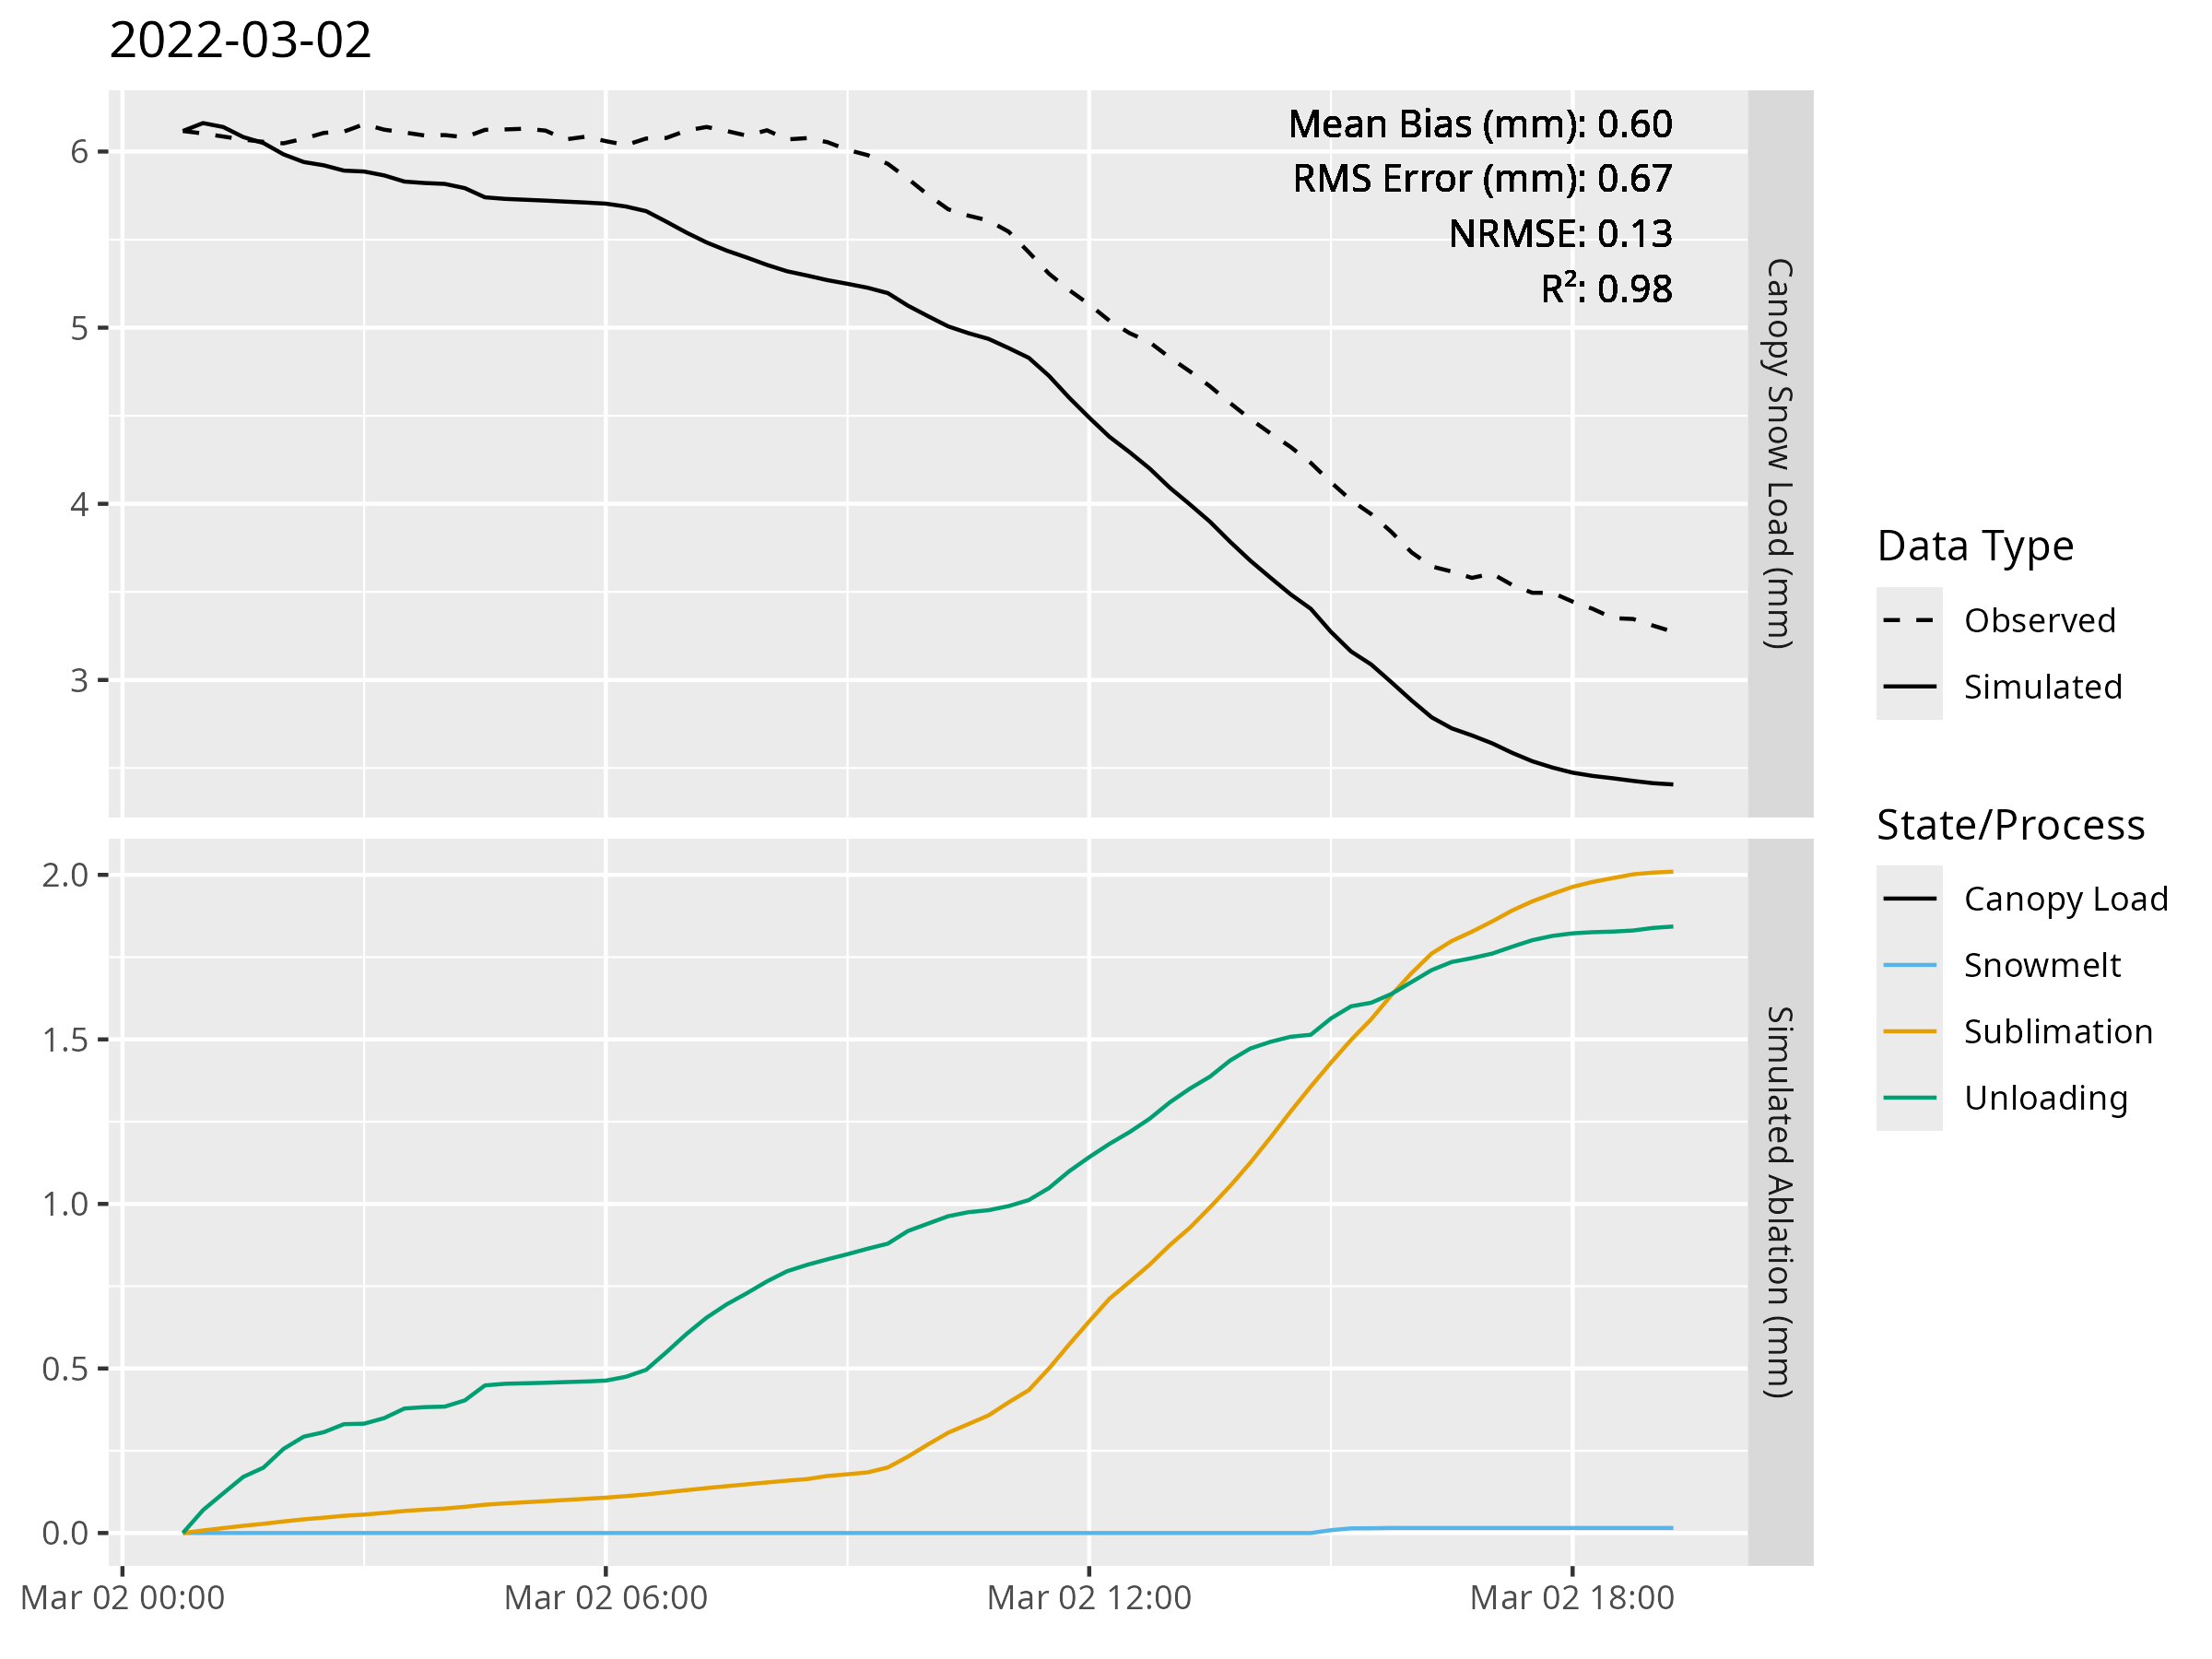 2022-03-02
Mean Bias (mm): 0.60
RMS Error (mm): 0.67
NRMSE: 0.13
R²: 0.98
6
5
4
3
Canopy Snow Load (mm)
2.0
1.5
1.0
0.5
0.0
Simulated Ablation (mm)
Mar 02 00:00
Mar 02 06:00
Mar 02 12:00
Mar 02 18:00
Data Type
Observed
Simulated
State/Process
Canopy Load
Snowmelt
Sublimation
Unloading